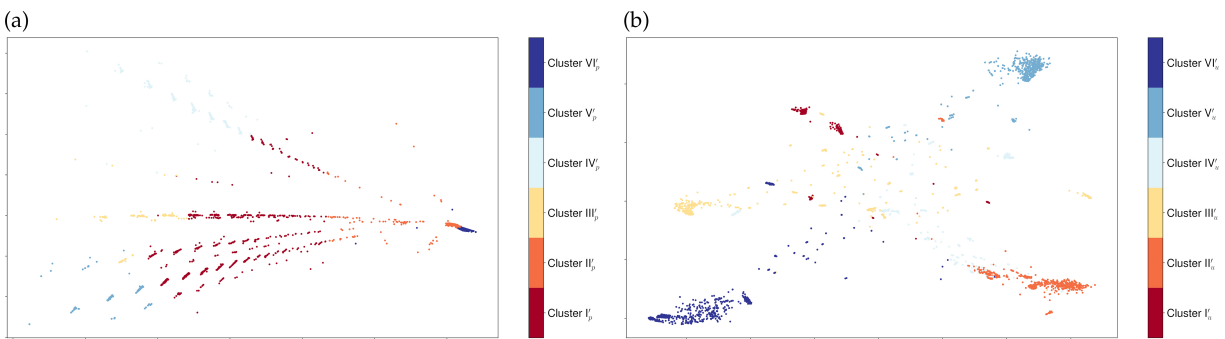 (a)
Cluster VI′ₚ
Cluster V′ₚ
Cluster IV′ₚ
Cluster III′ₚ
Cluster II′ₚ
Cluster I′ₚ
(b)
Cluster VI′ᵤ
Cluster V′ᵤ
Cluster IV′ᵤ
Cluster III′ᵤ
Cluster II′ᵤ
Cluster I′ᵤ